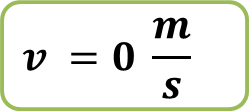 v = 0 m/s